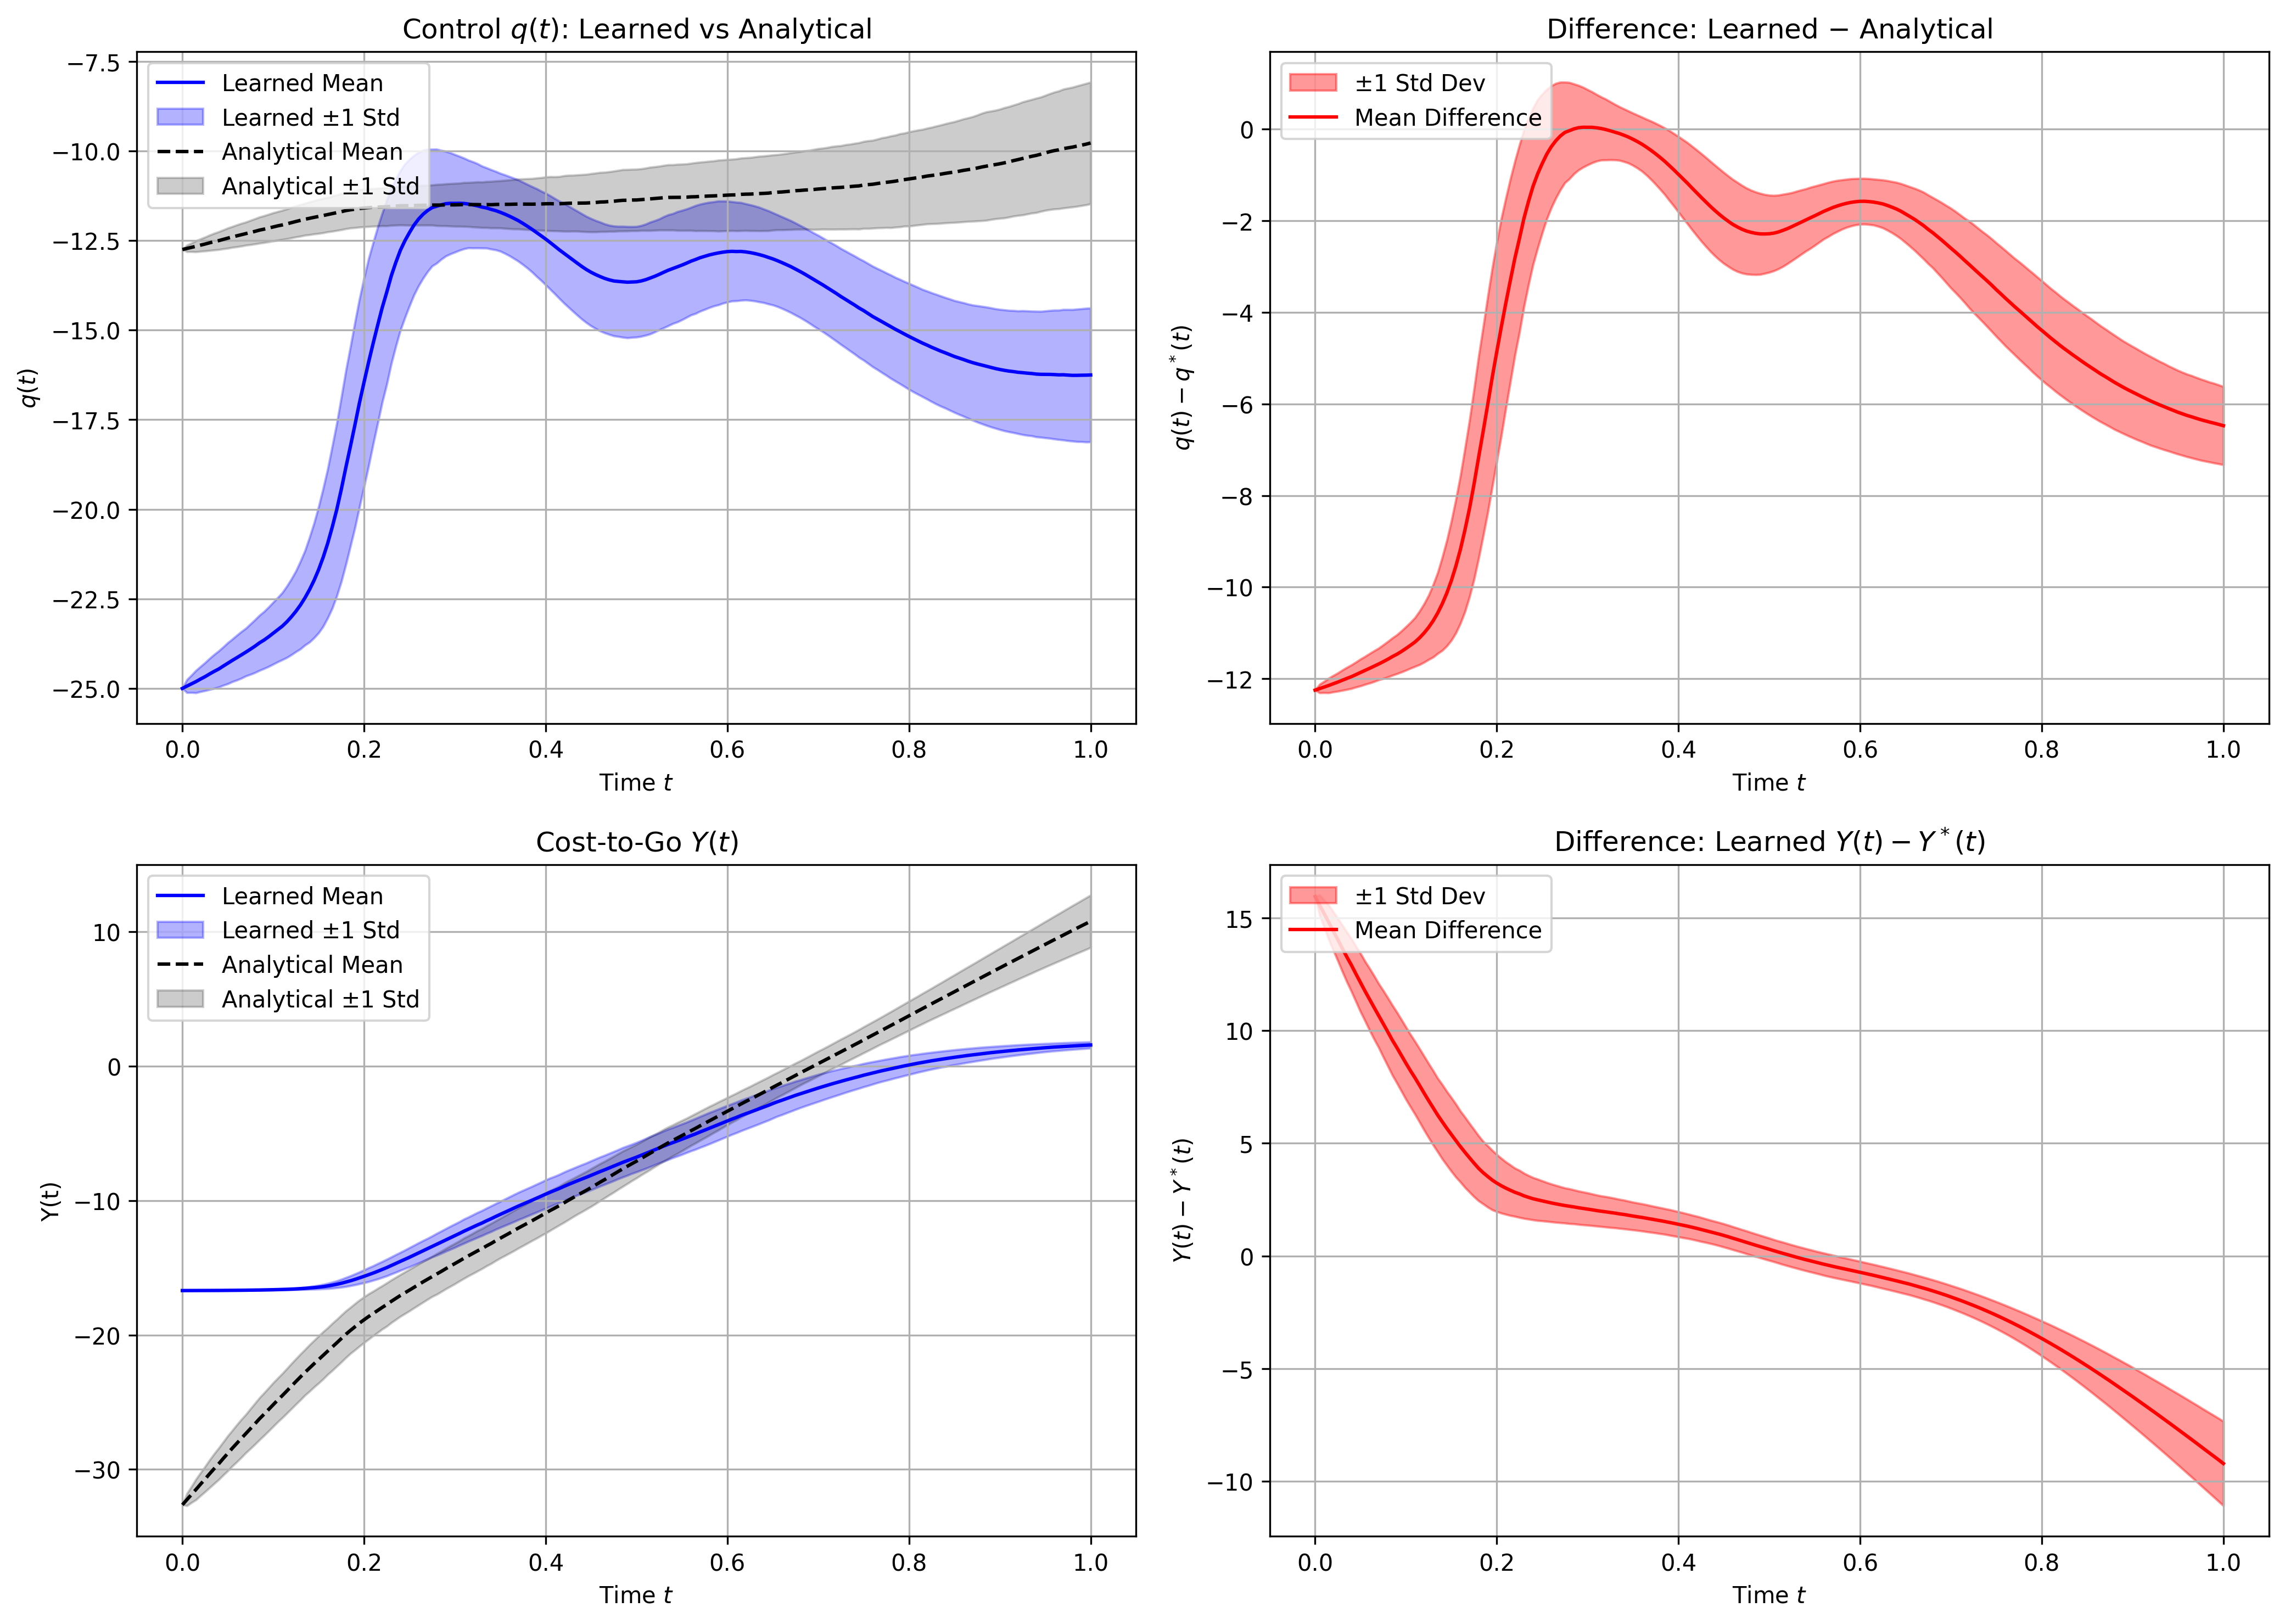 Control q(t): Learned vs Analytical
−7.5
−10.0
−12.5
−15.0
−17.5
−20.0
−22.5
−25.0
q(t)
Learned Mean
Learned ±1 Std
Analytical Mean
Analytical ±1 Std
0.0 0.2 0.4 0.6 0.8 1.0
Time t
Difference: Learned − Analytical
0
−2
−4
−6
−8
−10
−12
q(t) − q*(t)
±1 Std Dev
Mean Difference
0.0 0.2 0.4 0.6 0.8 1.0
Time t
Cost-to-Go Y(t)
10
0
−10
−20
−30
Y(t)
Learned Mean
Learned ±1 Std
Analytical Mean
Analytical ±1 Std
0.0 0.2 0.4 0.6 0.8 1.0
Time t
Difference: Learned Y(t) − Y*(t)
15
10
5
0
−5
−10
Y(t) − Y*(t)
±1 Std Dev
Mean Difference
0.0 0.2 0.4 0.6 0.8 1.0
Time t